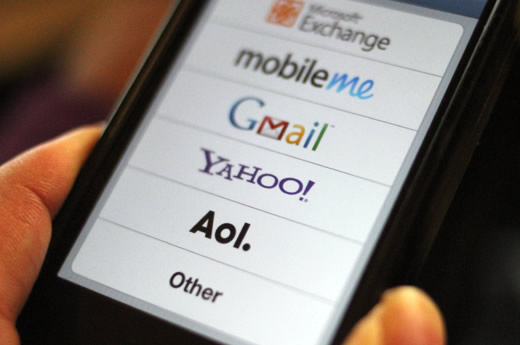 Microsoft
Exchange
mobileme
Gmail
YAHOO!
Aol.
Other